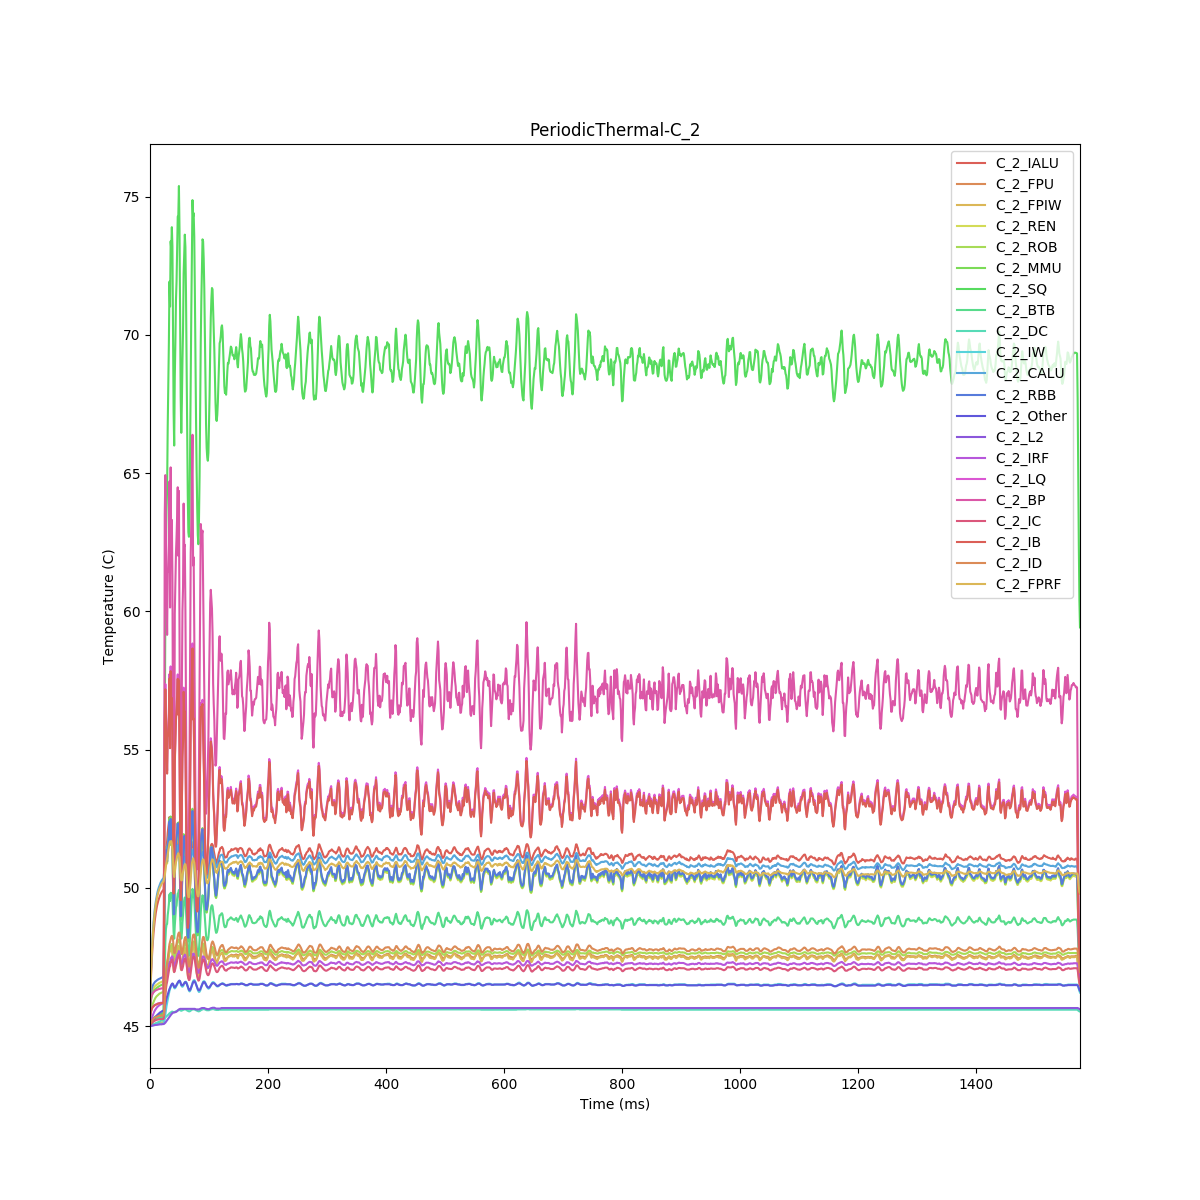 PeriodicThermal-C_2
C_2_IALU
C_2_FPU
C_2_FPIW
C_2_REN
C_2_ROB
C_2_MMU
C_2_SQ
C_2_BTB
C_2_DC
C_2_IW
C_2_CALU
C_2_RBB
C_2_Other
C_2_L2
C_2_IRF
C_2_LQ
C_2_BP
C_2_IC
C_2_IB
C_2_ID
C_2_FPRF
75
70
65
60
55
50
45
Temperature (C)
0 200 400 600 800 1000 1200 1400
Time (ms)